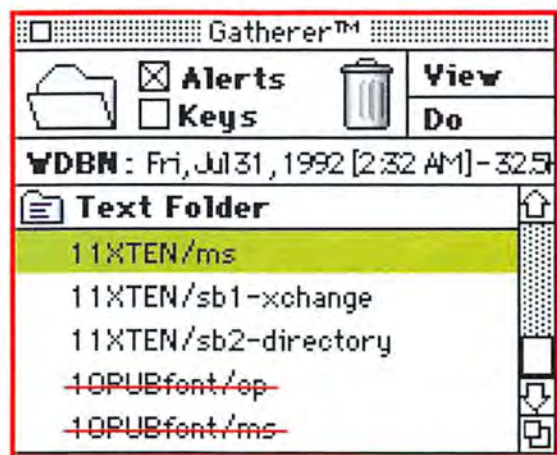 Gatherer™
Alerts
Keys
View
Do
WDBN : Fri, Jul 31, 1992 [2:32 AM] - 32.5
Text Folder
11XTEN/ms
11XTEN/sb1-xchange
11XTEN/sb2-directory
10PUBfont/op
10PUBfont/ms